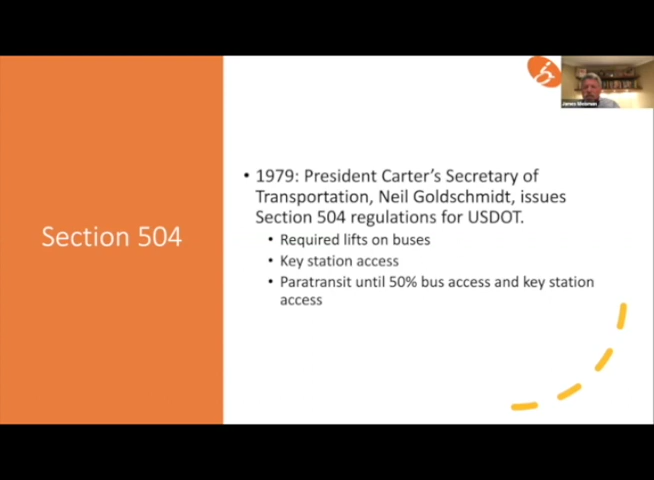 Section 504
• 1979: President Carter's Secretary of
Transportation, Neil Goldschmidt, issues
Section 504 regulations for USDOT.
• Required lifts on buses
• Key station access
• Paratransit until 50% bus access and key station
access
James